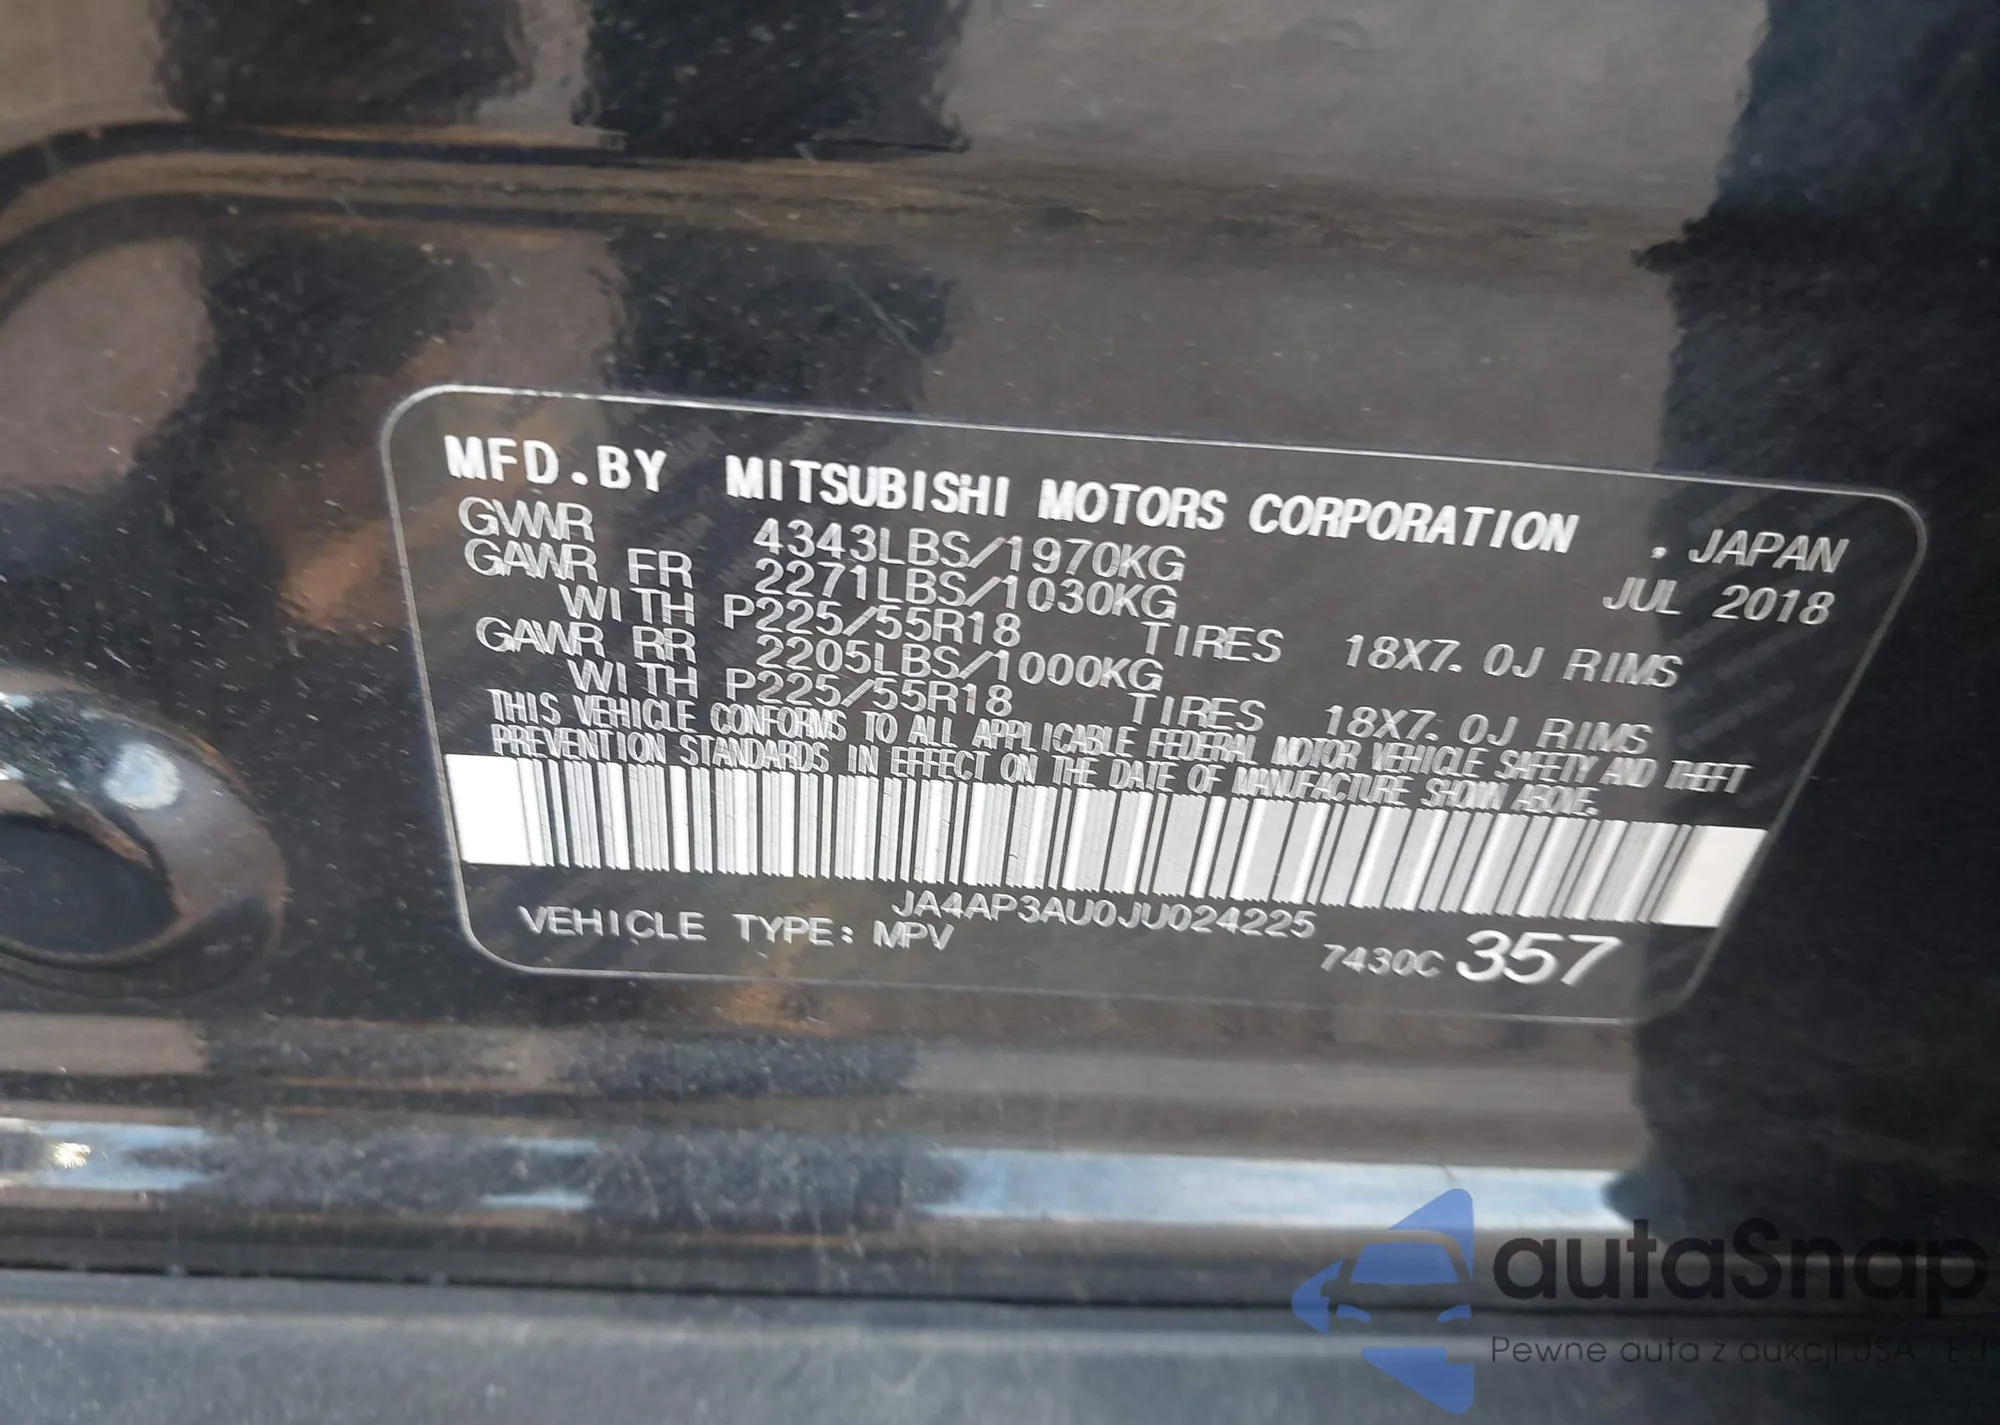 MFD.BY MITSUBISHI MOTORS CORPORATION . JAPAN
GVWR 4343LBS/1970KG JUL 2018
GAWR FR 2271LBS/1030KG
WITH P225/55R18 TIRES 18X7.0J RIMS
GAWR RR 2205LBS/1000KG
WITH P225/55R18 TIRES 18X7.0J RIMS
THIS VEHICLE CONFORMS TO ALL APPLICABLE FEDERAL MOTOR VEHICLE SAFETY AND THEFT
PREVENTION STANDARDS IN EFFECT ON THE DATE OF MANUFACTURE SHOWN ABOVE.
JA4AP3AU0JU024225
VEHICLE TYPE: MPV
7430C 357
autaSnap
Pewne auta z aukcji